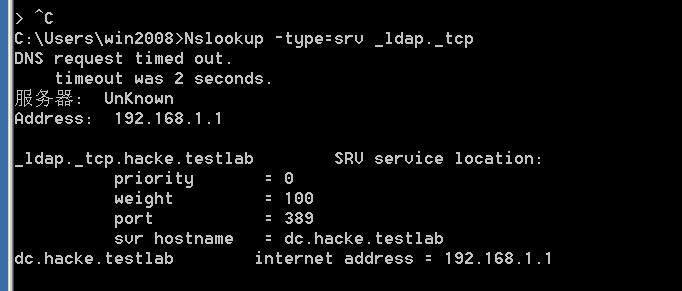 > ^C
C:\Users\win2008>Nslookup -type=srv _ldap._tcp
DNS request timed out.
    timeout was 2 seconds.
服务器:  UnKnown
Address:  192.168.1.1
_ldap._tcp.hacke.testlab       SRV service location:
          priority       = 0
          weight         = 100
          port           = 389
          svr hostname   = dc.hacke.testlab
dc.hacke.testlab        internet address = 192.168.1.1